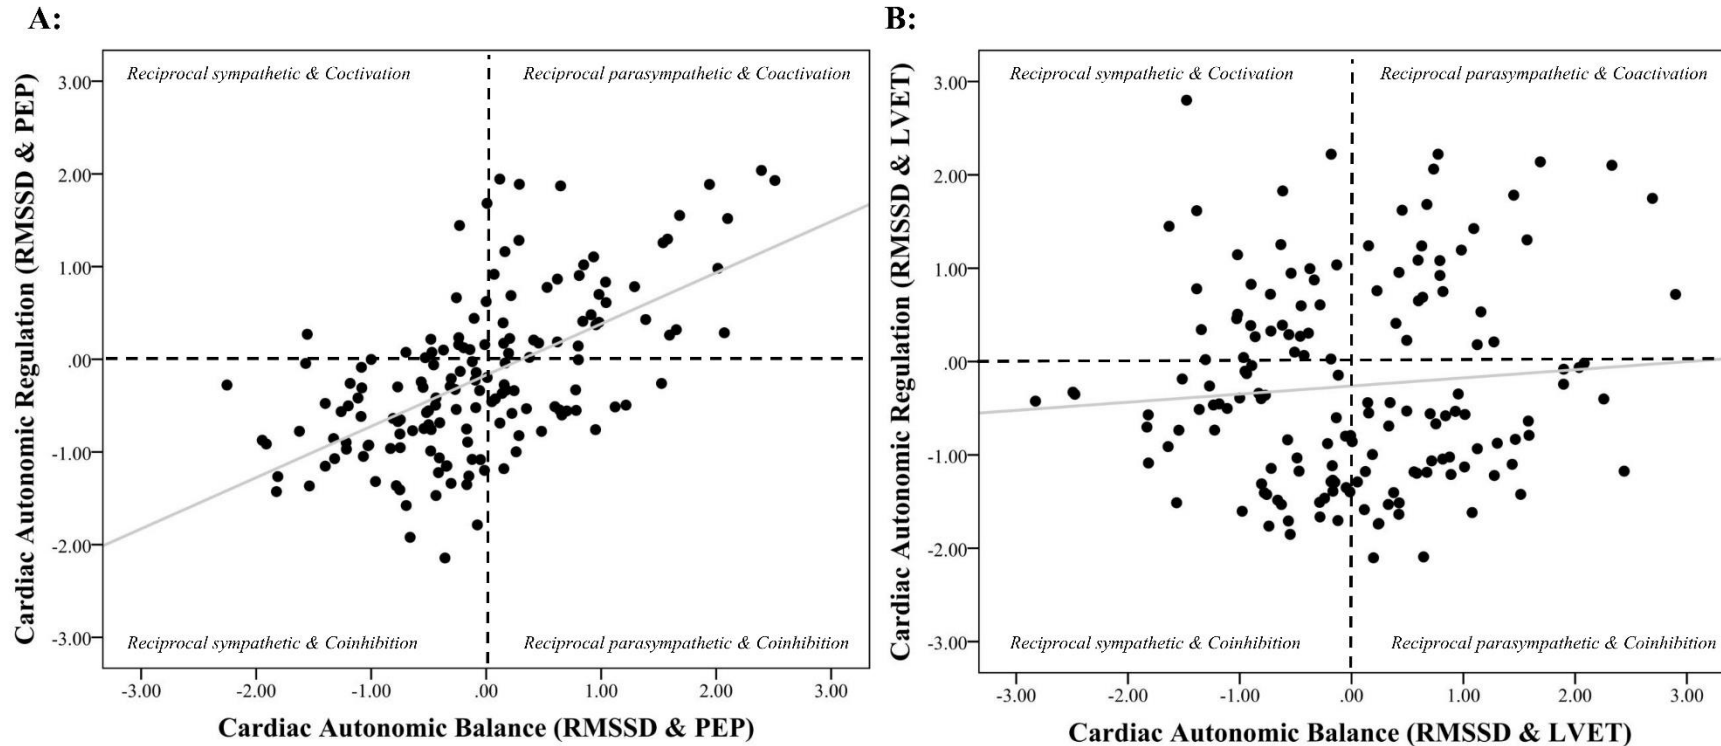 A:
Cardiac Autonomic Regulation (RMSSD & PEP)
Reciprocal sympathetic & Coctivation
Reciprocal parasympathetic & Coactivation
3.00
2.00
1.00
.00
-1.00
-2.00
-3.00
Reciprocal sympathetic & Coinhibition
Reciprocal parasympathetic & Coinhibition
-3.00 -2.00 -1.00 .00 1.00 2.00 3.00
Cardiac Autonomic Balance (RMSSD & PEP)
B:
Cardiac Autonomic Regulation (RMSSD & LVET)
Reciprocal sympathetic & Coctivation
Reciprocal parasympathetic & Coactivation
3.00
2.00
1.00
.00
-1.00
-2.00
-3.00
Reciprocal sympathetic & Coinhibition
Reciprocal parasympathetic & Coinhibition
-3.00 -2.00 -1.00 .00 1.00 2.00 3.00
Cardiac Autonomic Balance (RMSSD & LVET)